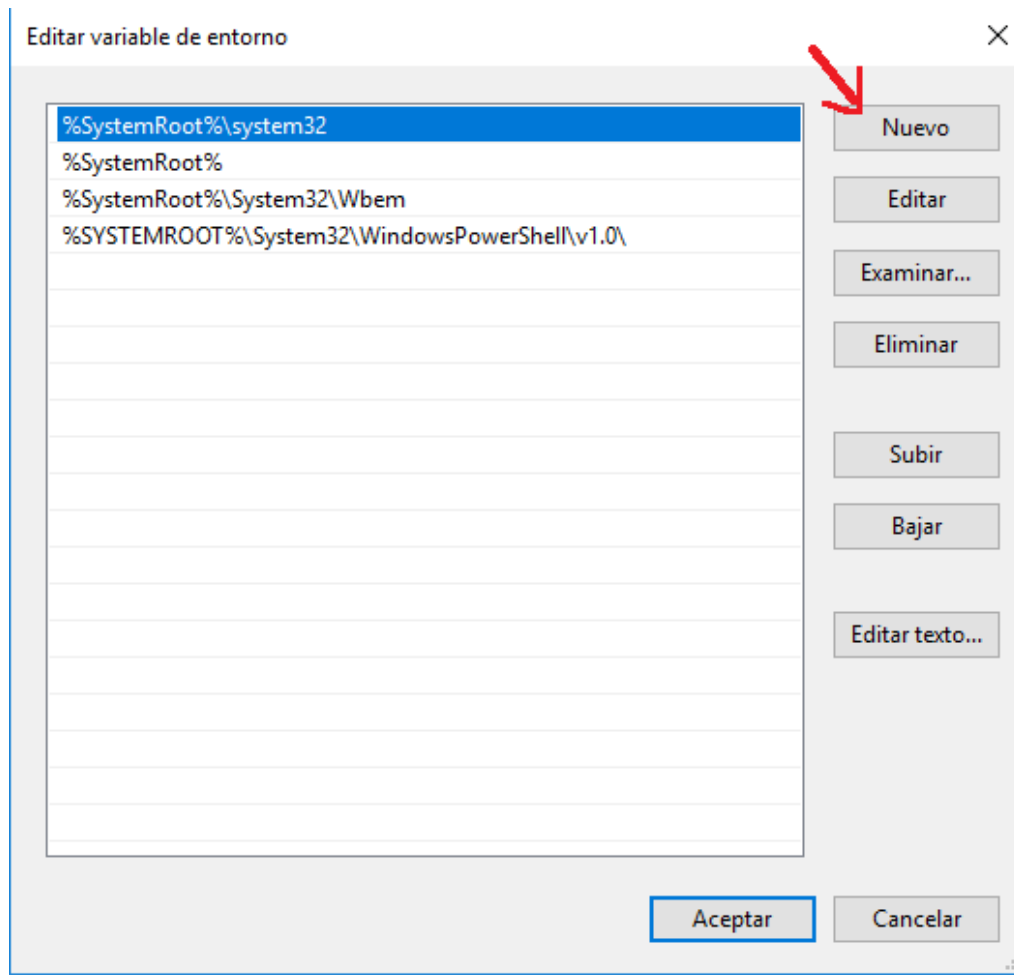 Editar variable de entorno
%SystemRoot%\system32
%SystemRoot%
%SystemRoot%\System32\Wbem
%SYSTEMROOT%\System32\WindowsPowerShell\v1.0\
Nuevo
Editar
Examinar...
Eliminar
Subir
Bajar
Editar texto...
Aceptar
Cancelar